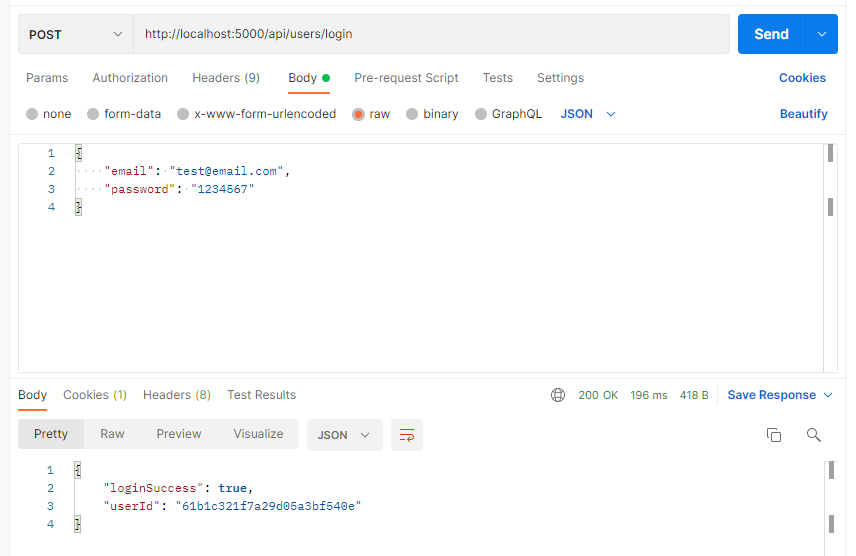 POST http://localhost:5000/api/users/login Send
Params Authorization Headers (9) Body Pre-request Script Tests Settings Cookies
none form-data x-www-form-urlencoded raw binary GraphQL JSON Beautify
1 {
2 "email": "test@email.com",
3 "password": "1234567"
4 }
Body Cookies (1) Headers (8) Test Results 200 OK 196 ms 418 B Save Response
Pretty Raw Preview Visualize JSON
1 {
2 "loginSuccess": true,
3 "userId": "61b1c321f7a29d05a3bf540e"
4 }